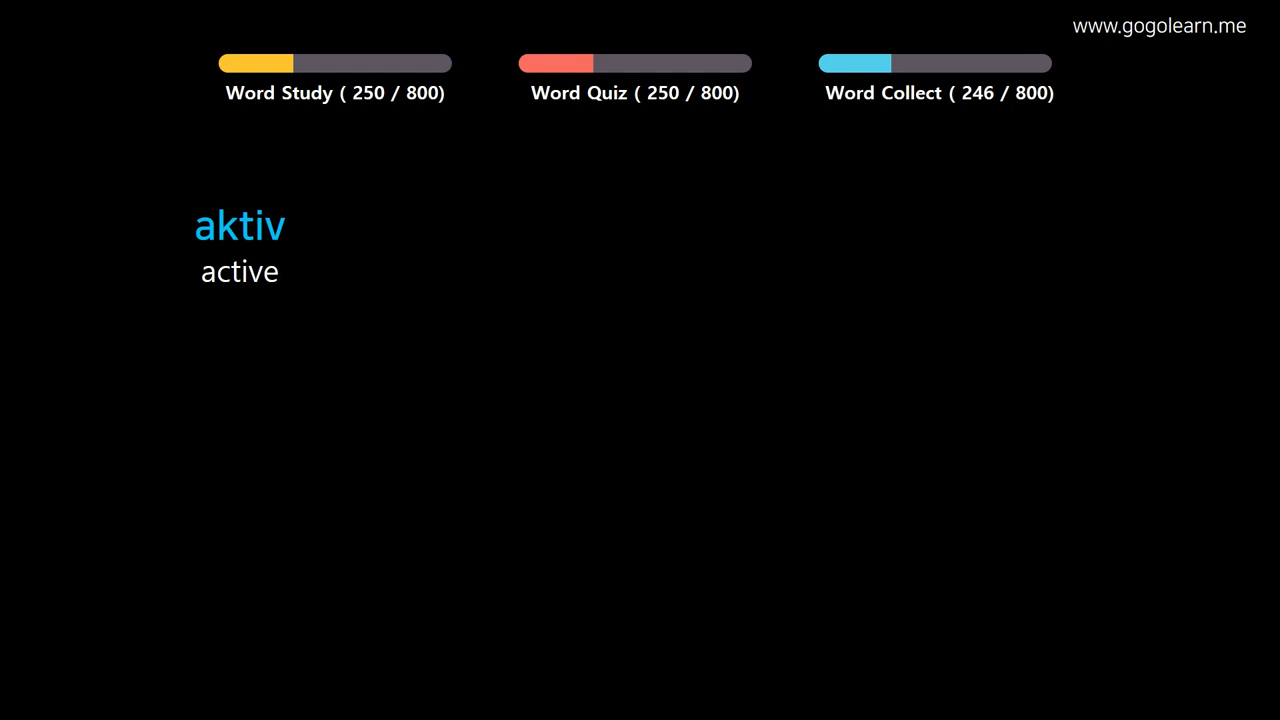 www.gogolearn.me
Word Study ( 250 / 800)
Word Quiz ( 250 / 800)
Word Collect ( 246 / 800)
aktiv
active